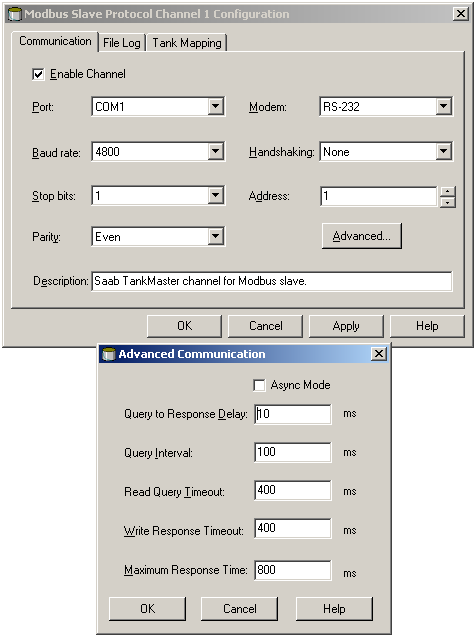 Modbus Slave Protocol Channel 1 Configuration
Communication File Log Tank Mapping
Enable Channel
Port: COM1 Modem: RS-232
Baud rate: 4800 Handshaking: None
Stop bits: 1 Address: 1
Parity: Even Advanced...
Description: Saab TankMaster channel for Modbus slave.
OK Cancel Apply Help
Advanced Communication
Async Mode
Query to Response Delay: 10 ms
Query Interval: 100 ms
Read Query Timeout: 400 ms
Write Response Timeout: 400 ms
Maximum Response Time: 800 ms
OK Cancel Help